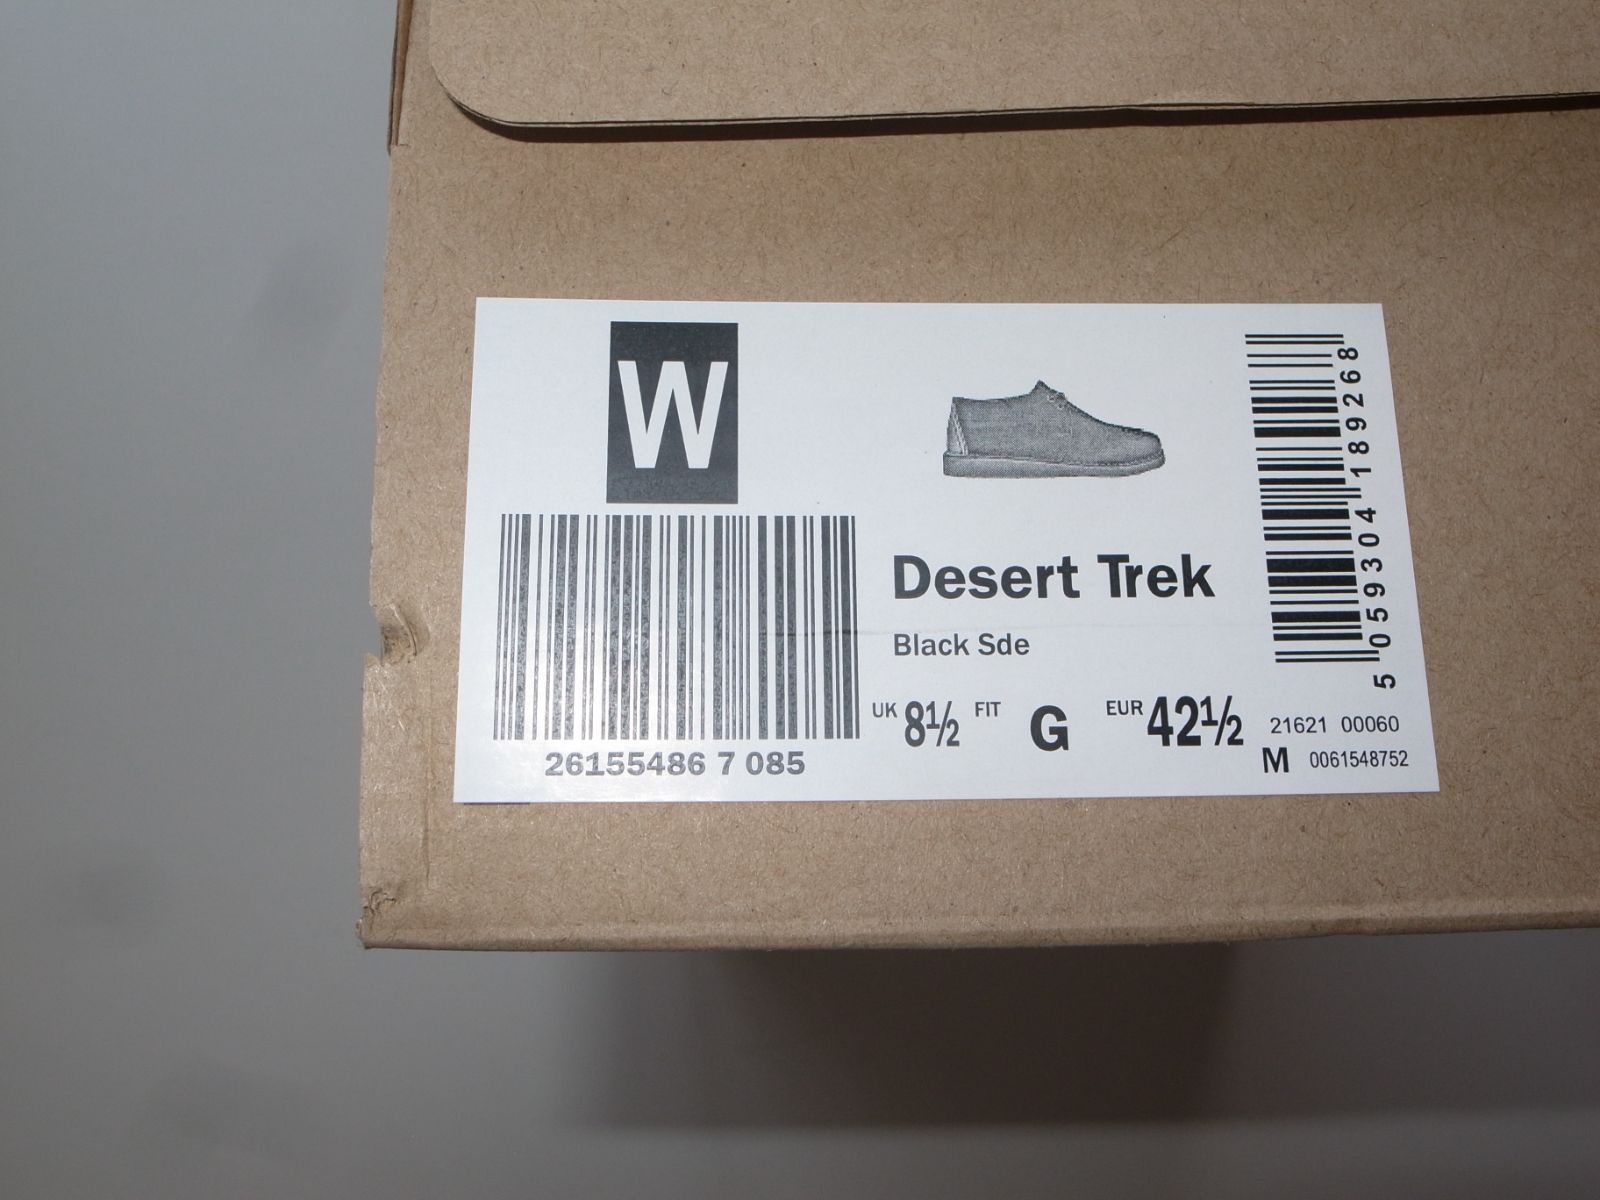 W
26155486 7 085
Desert Trek
Black Sde
UK 8½ FIT G EUR 42½
5 059304 189268
21621 00060
M 0061548752